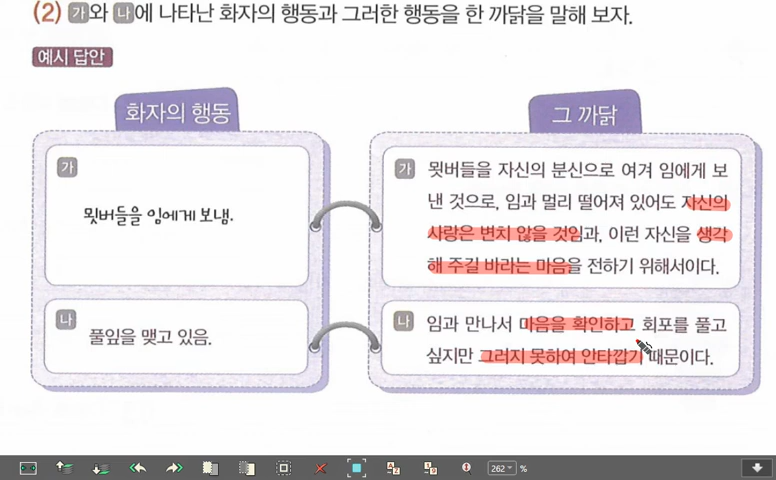 (2) 가와 나에 나타난 화자의 행동과 그러한 행동을 한 까닭을 말해 보자.
예시 답안
화자의 행동
가
묏버들을 임에게 보냄.
나
풀잎을 맺고 있음.
그 까닭
가 묏버들을 자신의 분신으로 여겨 임에게 보
낸 것으로, 임과 멀리 떨어져 있어도 자신의
사랑은 변치 않을 것임과, 이런 자신을 생각
해 주길 바라는 마음을 전하기 위해서이다.
나 임과 만나서 마음을 확인하고 회포를 풀고
싶지만 그러지 못하여 안타깝기 때문이다.
262 %